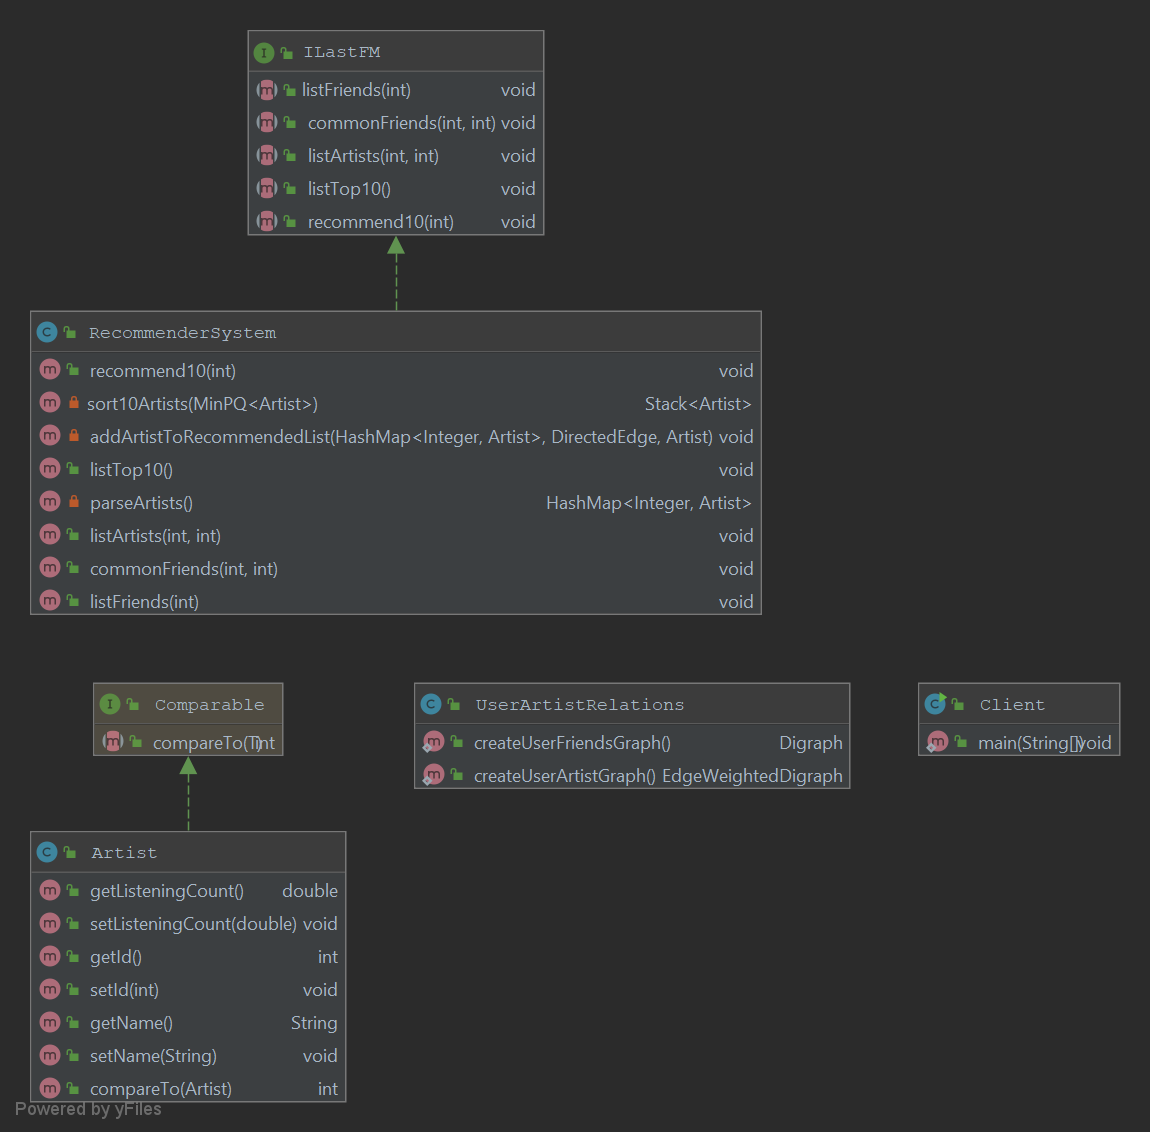 ILastFM
listFriends(int) void
commonFriends(int, int) void
listArtists(int, int) void
listTop10() void
recommend10(int) void
RecommenderSystem
recommend10(int) void
sort10Artists(MinPQ<Artist>) Stack<Artist>
addArtistToRecommendedList(HashMap<Integer, Artist>, DirectedEdge, Artist) void
listTop10() void
parseArtists() HashMap<Integer, Artist>
listArtists(int, int) void
commonFriends(int, int) void
listFriends(int) void
Comparable
compareTo(T) int
UserArtistRelations
createUserFriendsGraph() Digraph
createUserArtistGraph() EdgeWeightedDigraph
Client
main(String[]) void
Artist
getListeningCount() double
setListeningCount(double) void
getId() int
setId(int) void
getName() String
setName(String) void
compareTo(Artist) int
Powered by yFiles